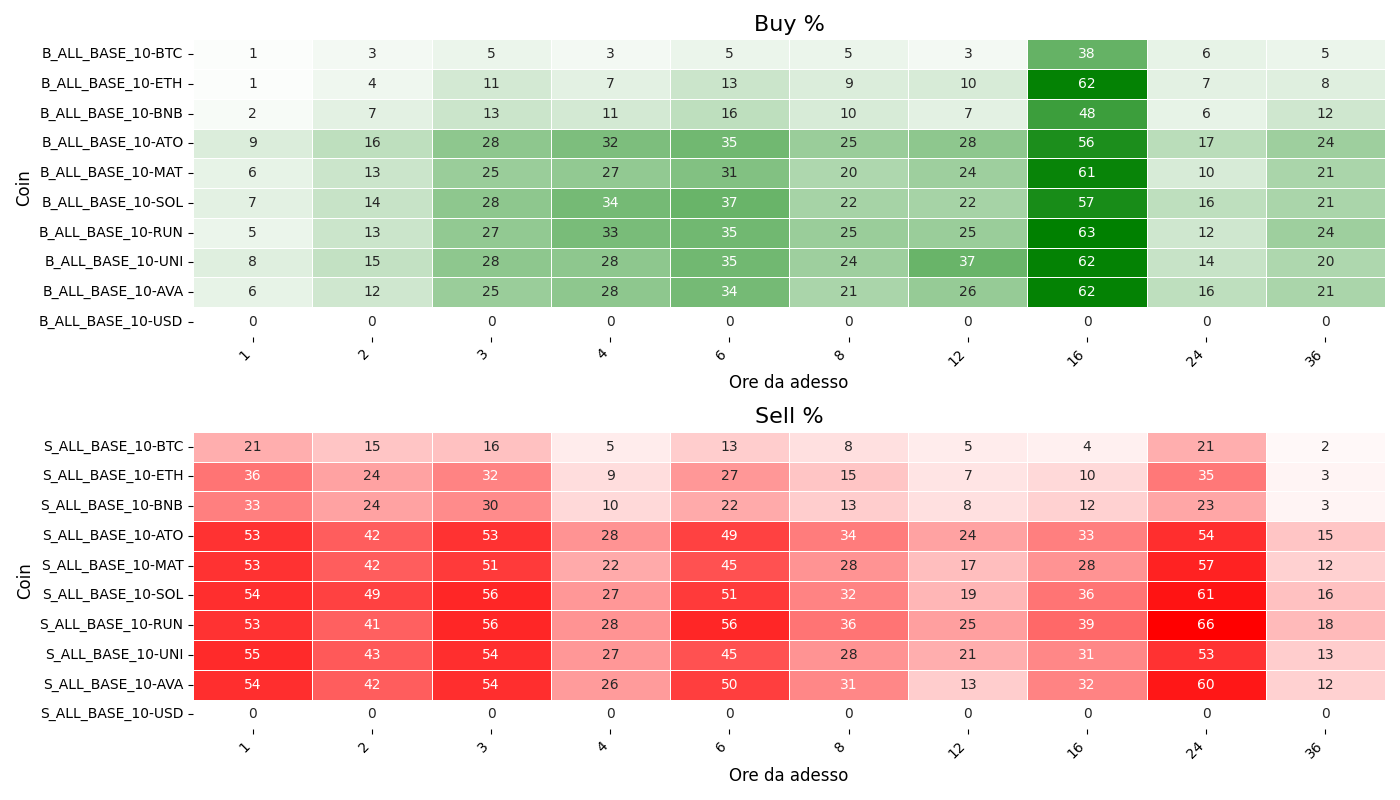 Buy %
Coin
B_ALL_BASE_10-BTC 1 3 5 3 5 5 3 38 6 5
B_ALL_BASE_10-ETH 1 4 11 7 13 9 10 62 7 8
B_ALL_BASE_10-BNB 2 7 13 11 16 10 7 48 6 12
B_ALL_BASE_10-ATO 9 16 28 32 35 25 28 56 17 24
B_ALL_BASE_10-MAT 6 13 25 27 31 20 24 61 10 21
B_ALL_BASE_10-SOL 7 14 28 34 37 22 22 57 16 21
B_ALL_BASE_10-RUN 5 13 27 33 35 25 25 63 12 24
B_ALL_BASE_10-UNI 8 15 28 28 35 24 37 62 14 20
B_ALL_BASE_10-AVA 6 12 25 28 34 21 26 62 16 21
B_ALL_BASE_10-USD 0 0 0 0 0 0 0 0 0 0
1 2 3 4 6 8 12 16 24 36
Ore da adesso
Sell %
Coin
S_ALL_BASE_10-BTC 21 15 16 5 13 8 5 4 21 2
S_ALL_BASE_10-ETH 36 24 32 9 27 15 7 10 35 3
S_ALL_BASE_10-BNB 33 24 30 10 22 13 8 12 23 3
S_ALL_BASE_10-ATO 53 42 53 28 49 34 24 33 54 15
S_ALL_BASE_10-MAT 53 42 51 22 45 28 17 28 57 12
S_ALL_BASE_10-SOL 54 49 56 27 51 32 19 36 61 16
S_ALL_BASE_10-RUN 53 41 56 28 56 36 25 39 66 18
S_ALL_BASE_10-UNI 55 43 54 27 45 28 21 31 53 13
S_ALL_BASE_10-AVA 54 42 54 26 50 31 13 32 60 12
S_ALL_BASE_10-USD 0 0 0 0 0 0 0 0 0 0
1 2 3 4 6 8 12 16 24 36
Ore da adesso